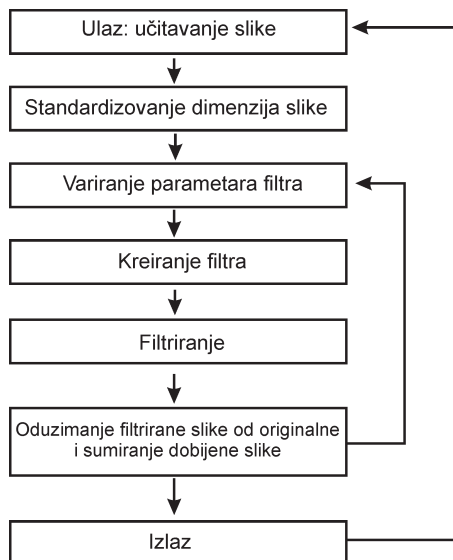 Ulaz: učitavanje slike
Standardizovanje dimenzija slike
Variranje parametara filtra
Kreiranje filtra
Filtriranje
Oduzimanje filtrirane slike od originalne
i sumiranje dobijene slike
Izlaz